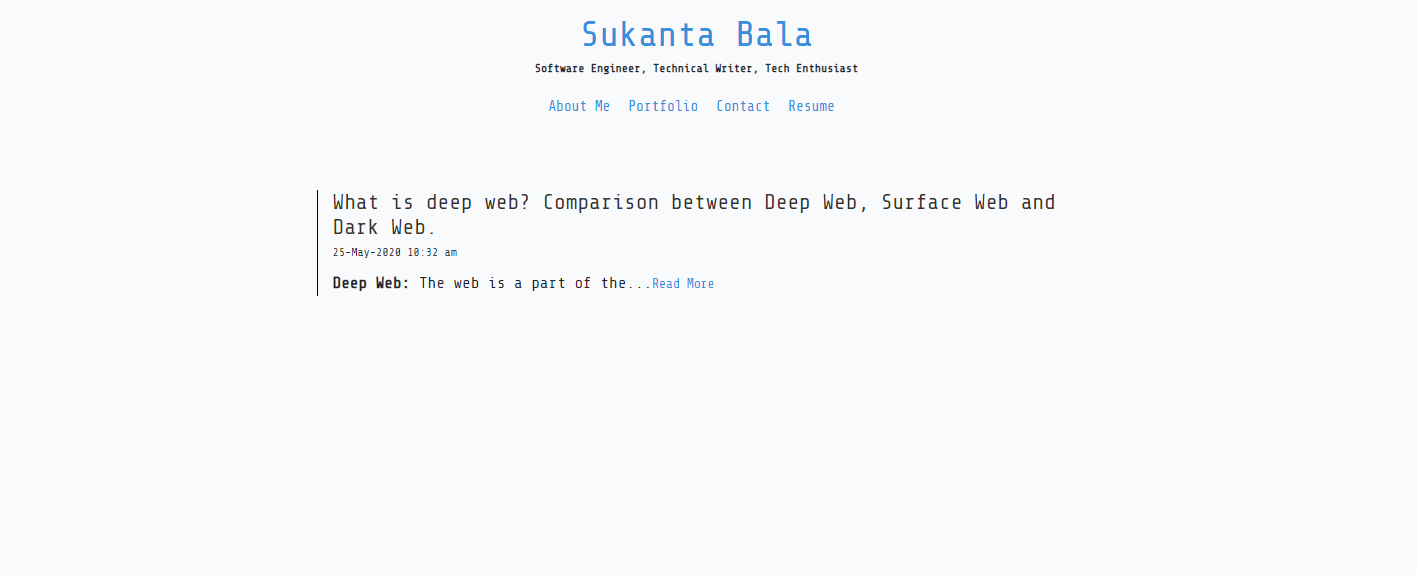 Sukanta Bala
Software Engineer, Technical Writer, Tech Enthusiast
About Me Portfolio Contact Resume
What is deep web? Comparison between Deep Web, Surface Web and
Dark Web.
25-May-2020 10:32 am
Deep Web: The web is a part of the...Read More